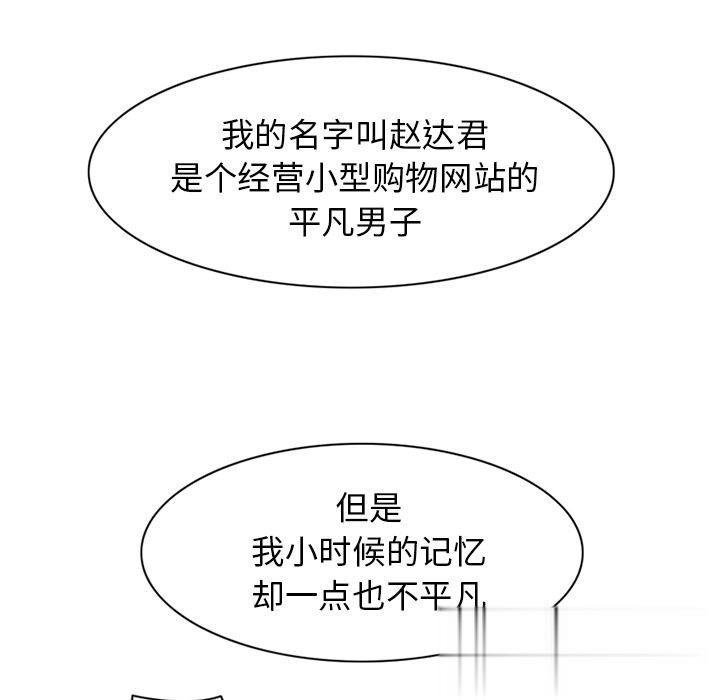 我的名字叫赵达君
是个经营小型购物网站的
平凡男子
但是
我小时候的记忆
却一点也不平凡